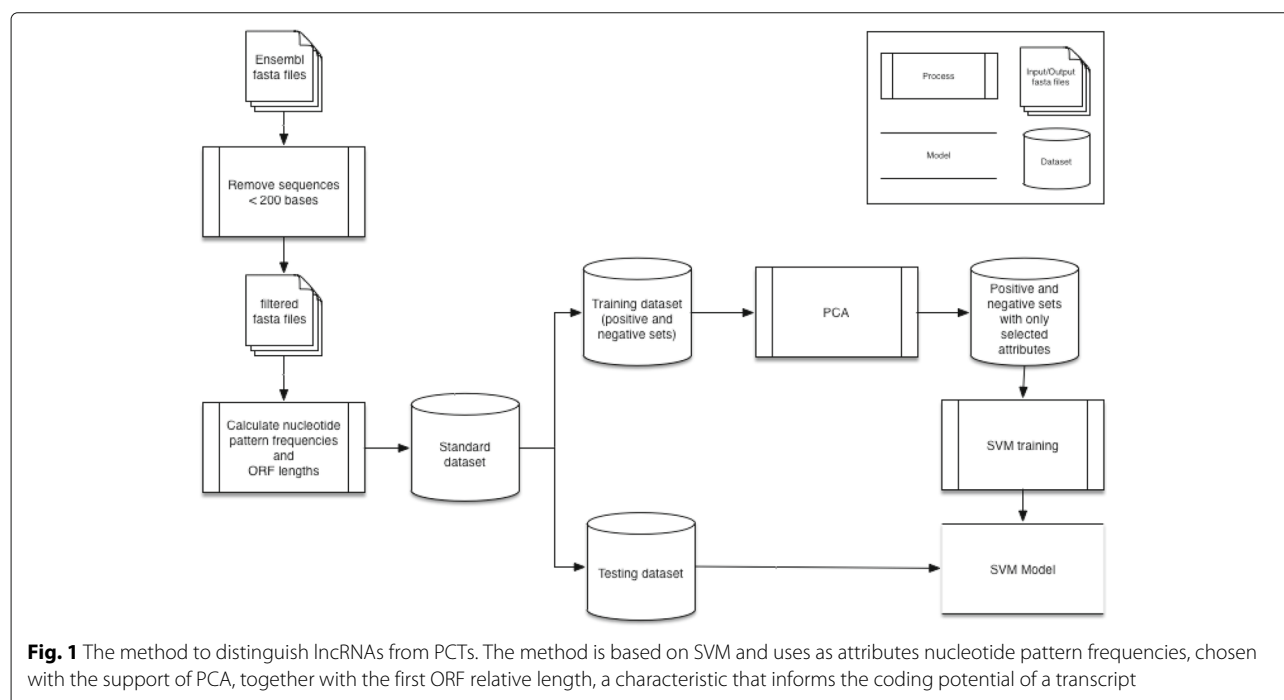 Ensembl
fasta files
Remove sequences
< 200 bases
filtered
fasta files
Calculate nucleotide
pattern frequencies
and
ORF lengths
Standard
dataset
Training dataset
(positive and
negative sets)
PCA
Positive and
negative sets
with only
selected
attributes
SVM training
SVM Model
Testing dataset
Process
Input/Output
fasta files
Model
Dataset
Fig. 1 The method to distinguish lncRNAs from PCTs. The method is based on SVM and uses as attributes nucleotide pattern frequencies, chosen
with the support of PCA, together with the first ORF relative length, a characteristic that informs the coding potential of a transcript